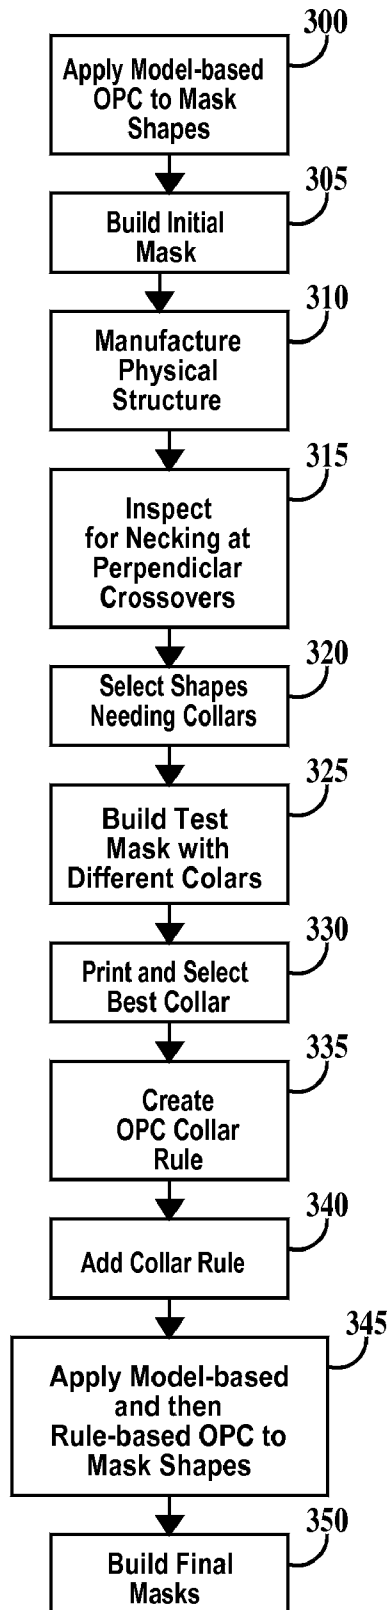 300
Apply Model-based
OPC to Mask
Shapes
305
Build Initial
Mask
310
Manufacture
Physical
Structure
315
Inspect
for Necking at
Perpendiclar
Crossovers
320
Select Shapes
Needing Collars
325
Build Test
Mask with
Different Colars
330
Print and Select
Best Collar
335
Create
OPC Collar
Rule
340
Add Collar Rule
345
Apply Model-based
and then
Rule-based OPC to
Mask Shapes
350
Build Final
Masks